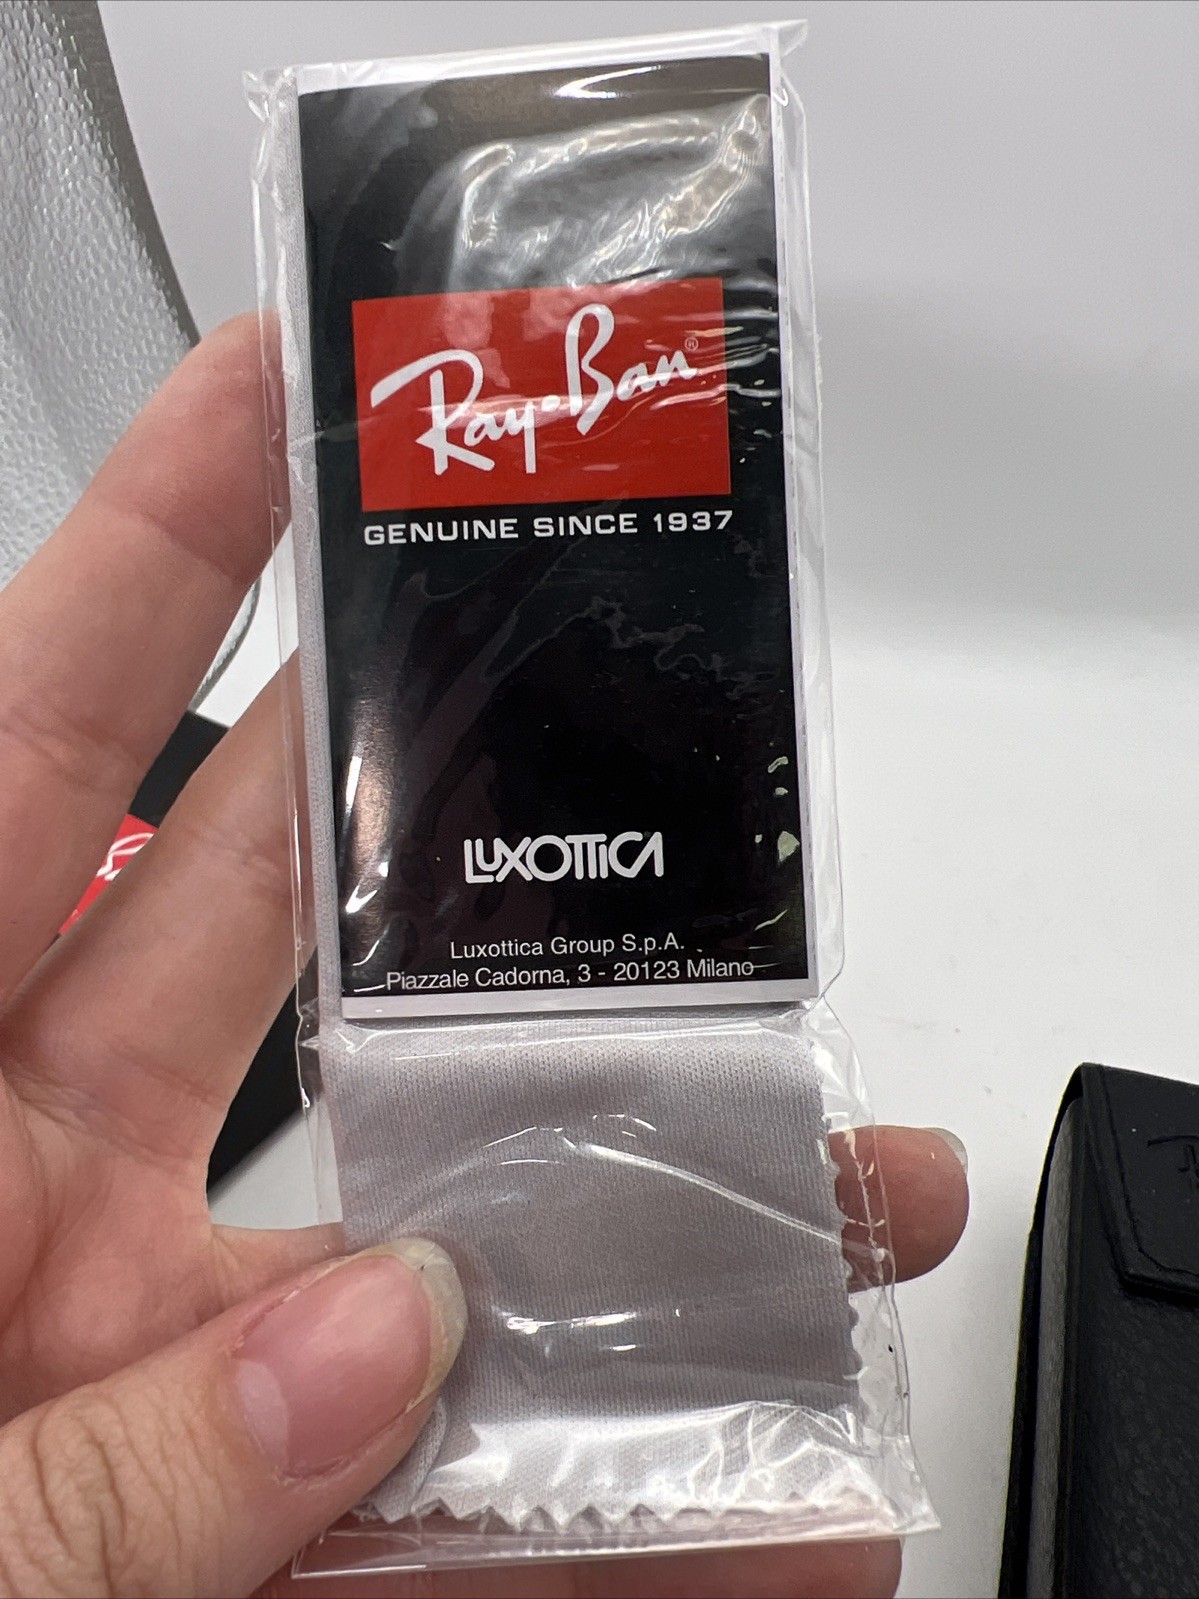 Ray-Ban®
GENUINE SINCE 1937
LUXOTTICA
Luxottica Group S.p.A.
Piazzale Cadorna, 3 - 20123 Milano